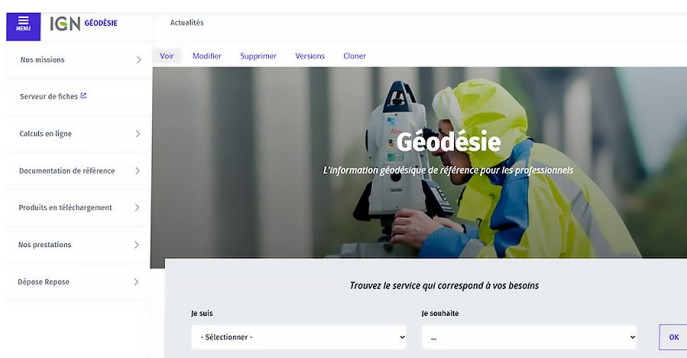 MENU
IGN GÉODÉSIE
Actualités
Nos missions
Serveur de fiches
Calculs en ligne
Documentation de référence
Produits en téléchargement
Nos prestations
Dépose Repose
Voir Modifier Supprimer Versions Cloner
Géodésie
L'information géodésique de référence pour les professionnels
Trouvez le service qui correspond à vos besoins
Je suis
- Sélectionner -
Je souhaite
...
OK